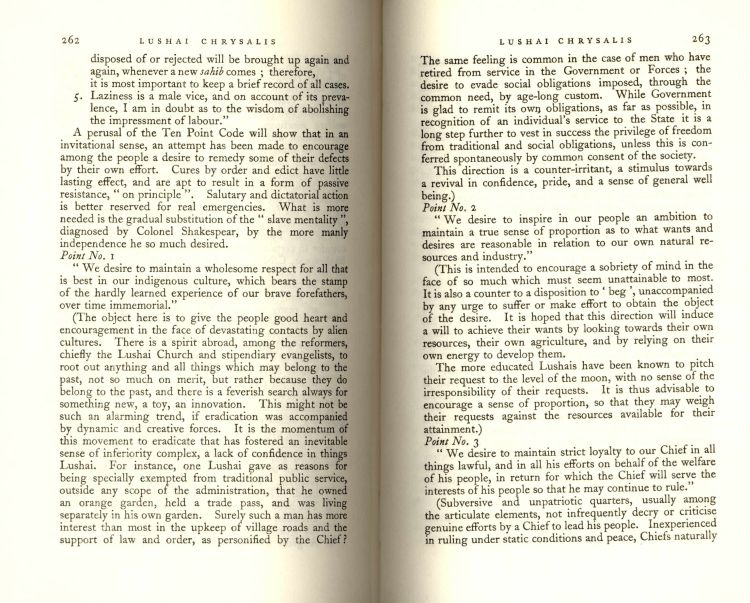 262
LUSHAI CHRYSALIS
disposed of or rejected will be brought up again and
again, whenever a new sahib comes ; therefore,
it is most important to keep a brief record of all cases.
5. Laziness is a male vice, and on account of its preva-
lence, I am in doubt as to the wisdom of abolishing
the impressment of labour.”
A perusal of the Ten Point Code will show that in an
invitational sense, an attempt has been made to encourage
among the people a desire to remedy some of their defects
by their own effort. Cures by order and edict have little
lasting effect, and are apt to result in a form of passive
resistance, “ on principle ”. Salutary and dictatorial action
is better reserved for real emergencies. What is more
needed is the gradual substitution of the “ slave mentality ”,
diagnosed by Colonel Shakespear, by the more manly
independence he so much desired.
Point No. 1
“ We desire to maintain a wholesome respect for all that
is best in our indigenous culture, which bears the stamp
of the hardly learned experience of our brave forefathers,
over time immemorial.”
(The object here is to give the people good heart and
encouragement in the face of devastating contacts by alien
cultures. There is a spirit abroad, among the reformers,
chiefly the Lushai Church and stipendiary evangelists, to
root out anything and all things which may belong to the
past, not so much on merit, but rather because they do
belong to the past, and there is a feverish search always for
something new, a toy, an innovation. This might not be
such an alarming trend, if eradication was accompanied
by dynamic and creative forces. It is the momentum of
this movement to eradicate that has fostered an inevitable
sense of inferiority complex, a lack of confidence in things
Lushai. For instance, one Lushai gave as reasons for
being specially exempted from traditional public service,
outside any scope of the administration, that he owned
an orange garden, held a trade pass, and was living
separately in his own garden. Surely such a man has more
interest than most in the upkeep of village roads and the
support of law and order, as personified by the Chief?
LUSHAI CHRYSALIS
263
The same feeling is common in the case of men who have
retired from service in the Government or Forces ; the
desire to evade social obligations imposed, through the
common need, by age-long custom. While Government
is glad to remit its own obligations, as far as possible, in
recognition of an individual’s service to the State it is a
long step further to vest in success the privilege of freedom
from traditional and social obligations, unless this is con-
ferred spontaneously by common consent of the society.
This direction is a counter-irritant, a stimulus towards
a revival in confidence, pride, and a sense of general well
being.)
Point No. 2
“ We desire to inspire in our people an ambition to
maintain a true sense of proportion as to what wants and
desires are reasonable in relation to our own natural re-
sources and industry.”
(This is intended to encourage a sobriety of mind in the
face of so much which must seem unattainable to most.
It is also a counter to a disposition to ‘ beg ’, unaccompanied
by any urge to suffer or make effort to obtain the object
of the desire. It is hoped that this direction will induce
a will to achieve their wants by looking towards their own
resources, their own agriculture, and by relying on their
own energy to develop them.
The more educated Lushais have been known to pitch
their request to the level of the moon, with no sense of the
irresponsibility of their requests. It is thus advisable to
encourage a sense of proportion, so that they may weigh
their requests against the resources available for their
attainment.)
Point No. 3
“ We desire to maintain strict loyalty to our Chief in all
things lawful, and in all his efforts on behalf of the welfare
of his people, in return for which the Chief will serve the
interests of his people so that he may continue to rule.”
(Subversive and unpatriotic quarters, usually among
the articulate elements, not infrequently decry or criticise
genuine efforts by a Chief to lead his people. Inexperienced
in ruling under static conditions and peace, Chiefs naturally